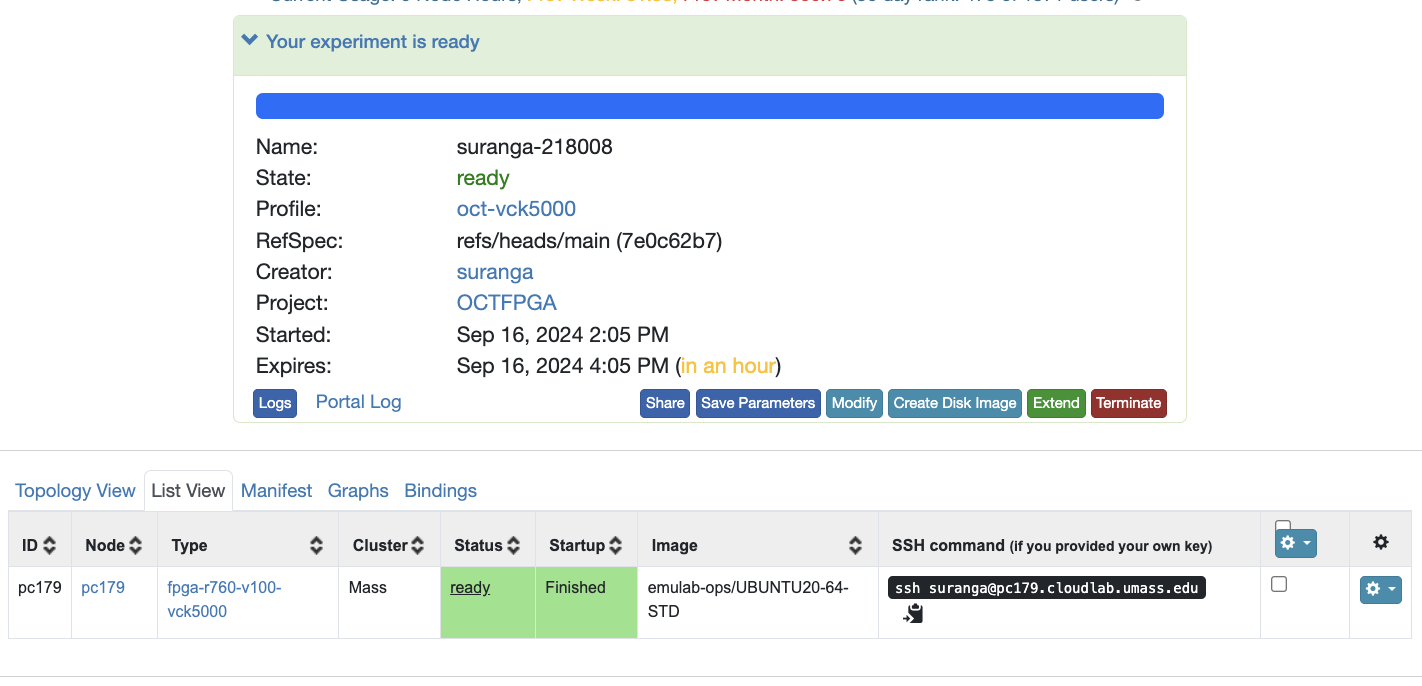 Your experiment is ready
Name: suranga-218008
State: ready
Profile: oct-vck5000
RefSpec: refs/heads/main (7e0c62b7)
Creator: suranga
Project: OCTFPGA
Started: Sep 16, 2024 2:05 PM
Expires: Sep 16, 2024 4:05 PM (in an hour)
Logs Portal Log Share Save Parameters Modify Create Disk Image Extend Terminate
Topology View List View Manifest Graphs Bindings
ID Node Type Cluster Status Startup Image SSH command (if you provided your own key)
pc179 pc179 fpga-r760-v100- Mass ready Finished emulab-ops/UBUNTU20-64- ssh suranga@pc179.cloudlab.umass.edu
vck5000 STD